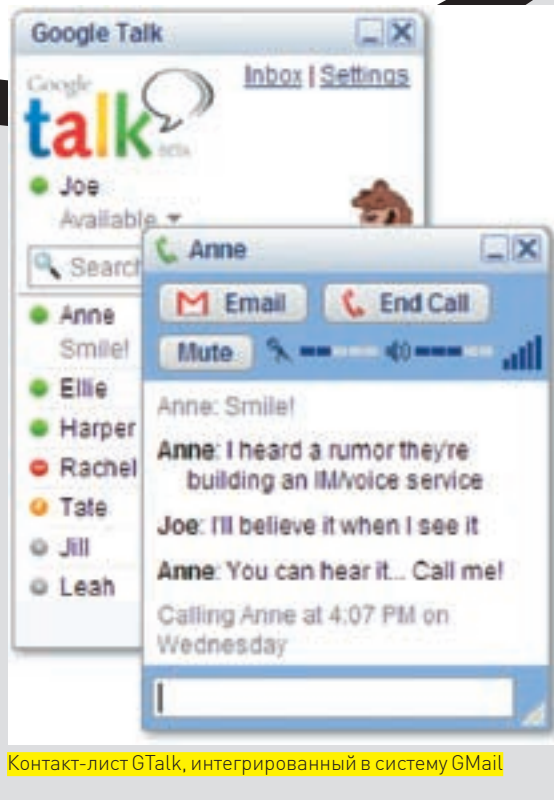 Google Talk
Inbox | Settings
Google
talk
BETA
Joe
Available
Search
Anne
Smile!
Ellie
Harper
Rachel
Tate
Jill
Leah
Anne
Email
End Call
Mute
Anne: Smile!
Anne: I heard a rumor they're
building an IM/voice service
Joe: I'll believe it when I see it
Anne: You can hear it... Call me!
Calling Anne at 4:07 PM on
Wednesday
Контакт-лист GTalk, интегрированный в систему GMail